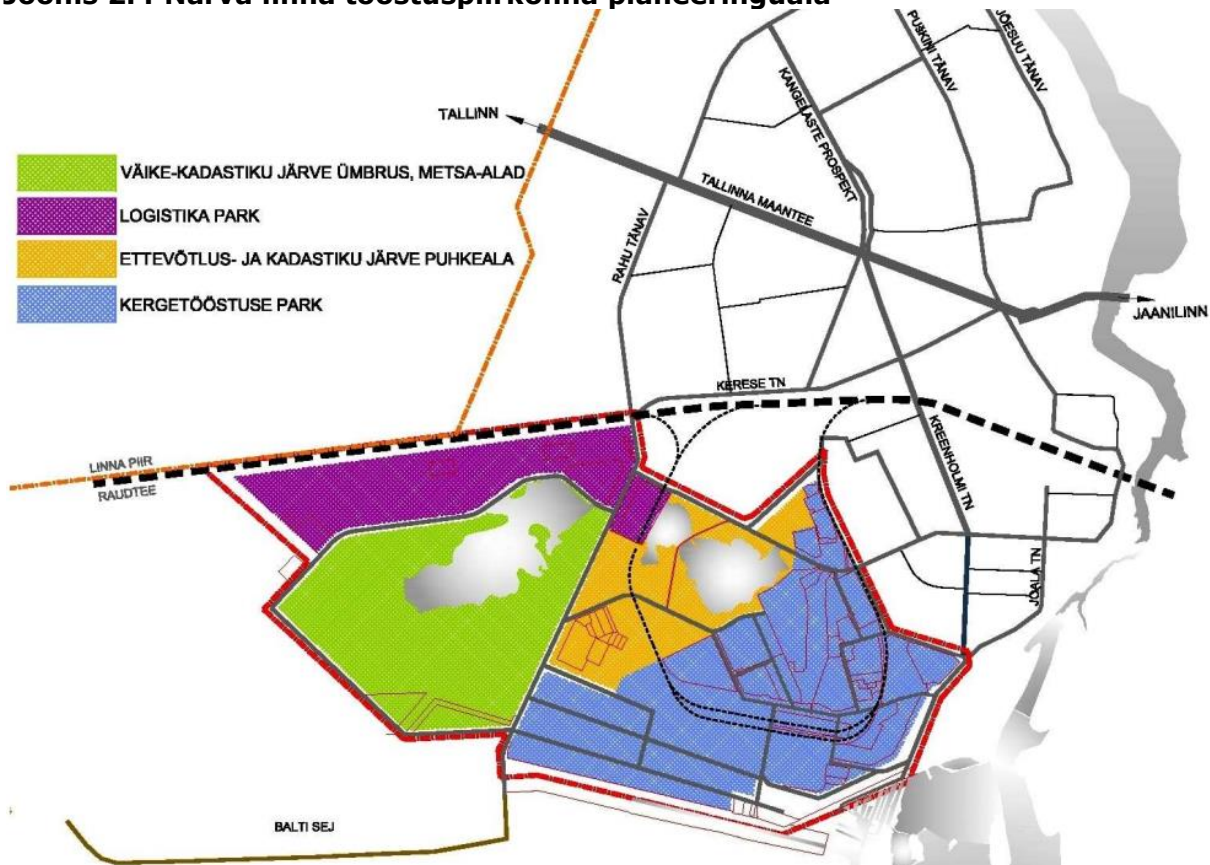 Joonis 2.4 Narva linna tööstuspiirkonna planeeringuala
PUŠKINI TÄNAV
JÕESUU TÄNAV
KANGELASTE PROSPEKT
TALLINN
VÄIKE-KADASTIKU JÄRVE ÜMBRUS, METSA-ALAD
TALLINNA MAANTEE
LOGISTIKA PARK
RAHU TÄNAV
ETTEVÕTLUS- JA KADASTIKU JÄRVE PUHKEALA
KERGETÖÖSTUSE PARK
JAANILINN
KERESE TN
KREENHOLMI TN
LINNA PIIR
RAUDTEE
JOALA TN
BALTI SEJ